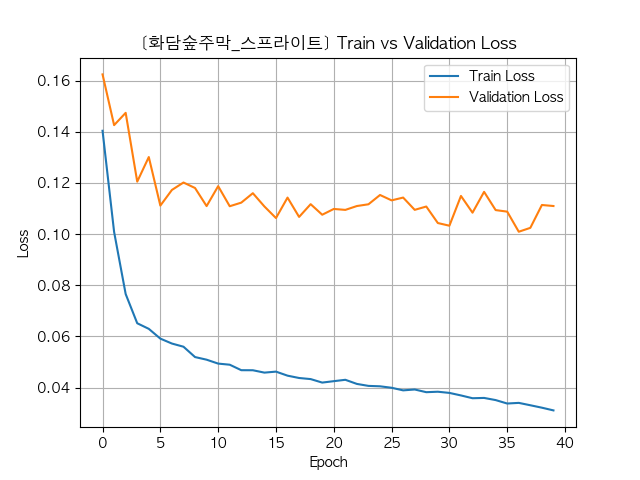 [화담숲주막_스프라이트] Train vs Validation Loss
Train Loss
Validation Loss
Loss
0.16
0.14
0.12
0.10
0.08
0.06
0.04
0 5 10 15 20 25 30 35 40
Epoch